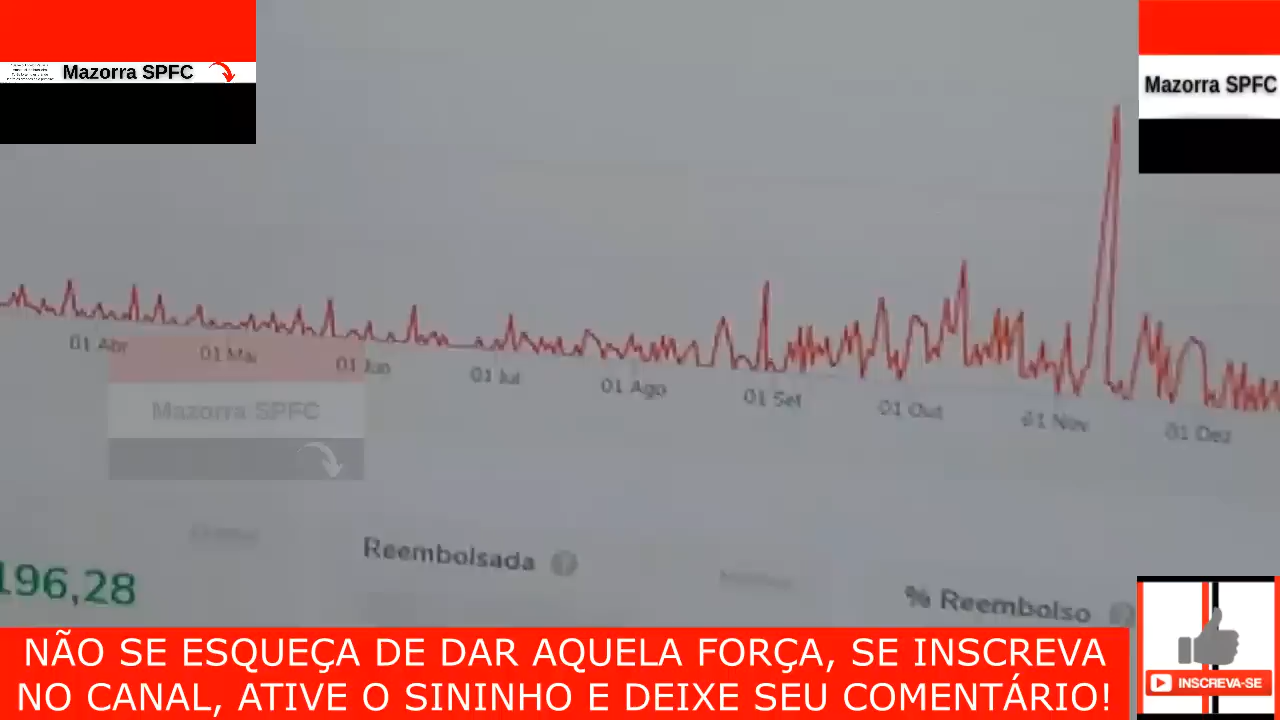 Mazorra SPFC
Mazorra SPFC
01 Abr
01 Mai
01 Jun
01 Jul
01 Ago
01 Set
01 Out
01 Nov
01 Dez
Mazorra SPFC
Reembolsada ?
196,28
% Reembolso
NÃO SE ESQUEÇA DE DAR AQUELA FORÇA, SE INSCREVA
NO CANAL, ATIVE O SININHO E DEIXE SEU COMENTÁRIO!
INSCREVA-SE